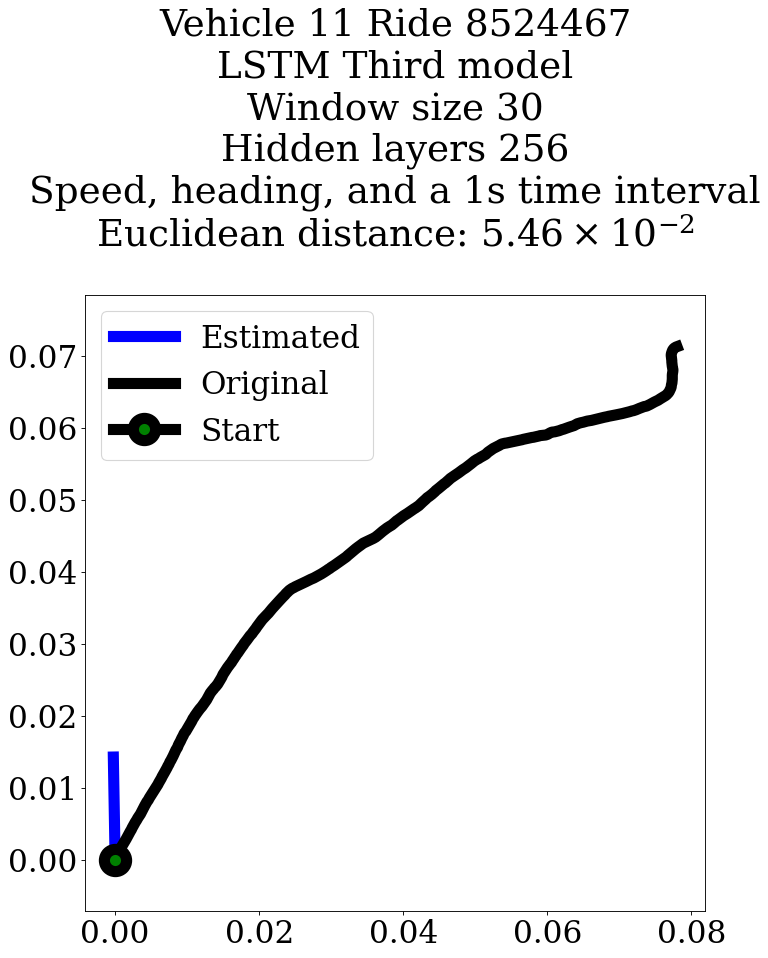 Vehicle 11 Ride 8524467
LSTM Third model
Window size 30
Hidden layers 256
Speed, heading, and a 1s time interval
Euclidean distance: 5.46 × 10⁻²
Estimated
Original
Start
0.07
0.06
0.05
0.04
0.03
0.02
0.01
0.00
0.00 0.02 0.04 0.06 0.08